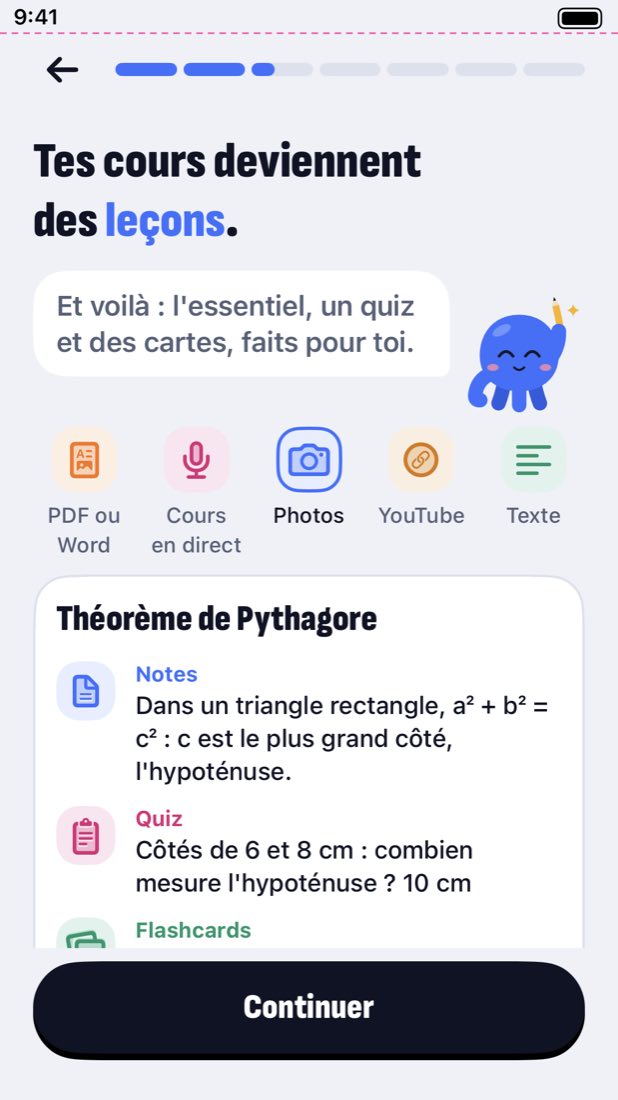 9:41
Tes cours deviennent
des leçons.
Et voilà : l'essentiel, un quiz
et des cartes, faits pour toi.
PDF ou
Word
Cours
en direct
Photos
YouTube
Texte
Théorème de Pythagore
Notes
Dans un triangle rectangle, a² + b² =
c² : c est le plus grand côté,
l'hypoténuse.
Quiz
Côtés de 6 et 8 cm : combien
mesure l'hypoténuse ? 10 cm
Flashcards
Continuer